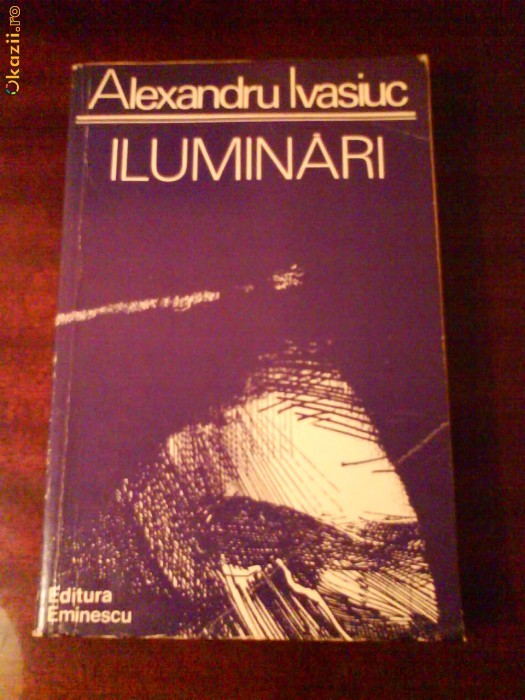 Okazii.ro
Alexandru Ivasiuc
ILUMINĂRI
Editura
Eminescu